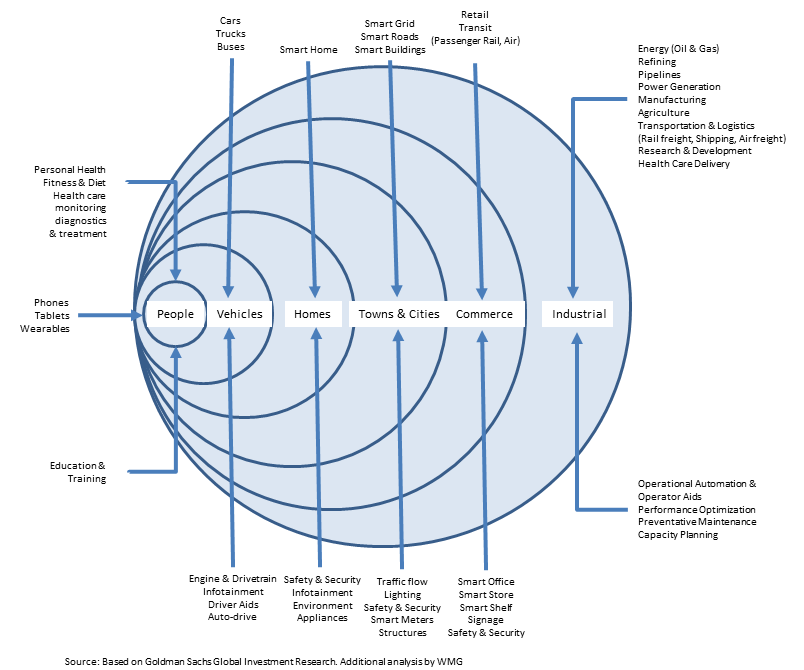 Cars
Trucks
Buses
Smart Home
Smart Grid
Smart Roads
Smart Buildings
Retail
Transit
(Passenger Rail, Air)
Energy (Oil & Gas)
Refining
Pipelines
Power Generation
Manufacturing
Agriculture
Transportation & Logistics
(Rail freight, Shipping, Airfreight)
Research & Development
Health Care Delivery
Personal Health
Fitness & Diet
Health care
monitoring
diagnostics
& treatment
Phones
Tablets
Wearables
People
Vehicles
Homes
Towns & Cities
Commerce
Industrial
Education &
Training
Operational Automation &
Operator Aids
Performance Optimization
Preventative Maintenance
Capacity Planning
Engine & Drivetrain
Infotainment
Driver Aids
Auto-drive
Safety & Security
Infotainment
Environment
Appliances
Traffic flow
Lighting
Safety & Security
Smart Meters
Structures
Smart Office
Smart Store
Smart Shelf
Signage
Safety & Security
Source: Based on Goldman Sachs Global Investment Research. Additional analysis by WMG